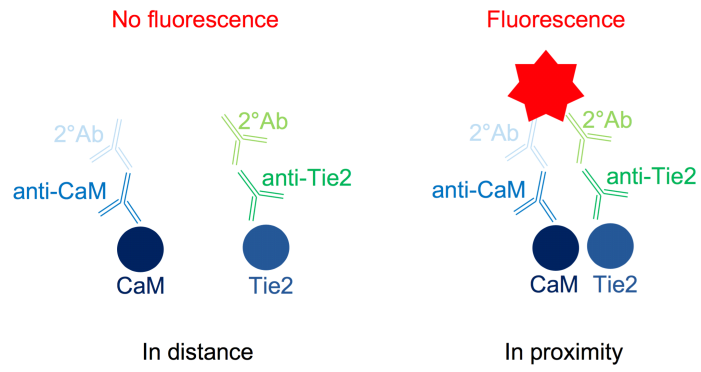 No fluorescence
Fluorescence
2°Ab
2°Ab
2°Ab
2°Ab
anti-CaM
anti-Tie2
anti-CaM
anti-Tie2
CaM
Tie2
CaM
Tie2
In distance
In proximity